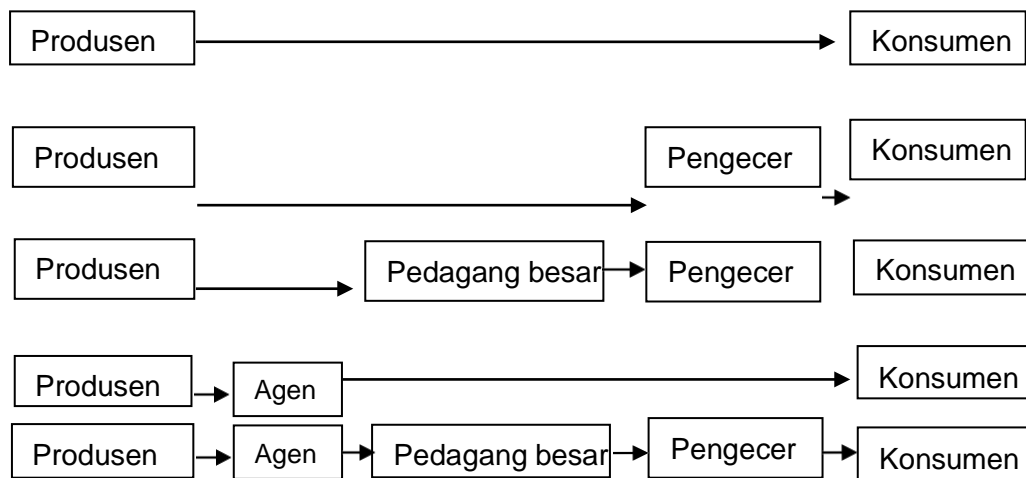 Produsen Konsumen
Produsen Pengecer Konsumen
Produsen Pedagang besar Pengecer Konsumen
Produsen Agen Konsumen
Produsen Agen Pedagang besar Pengecer Konsumen